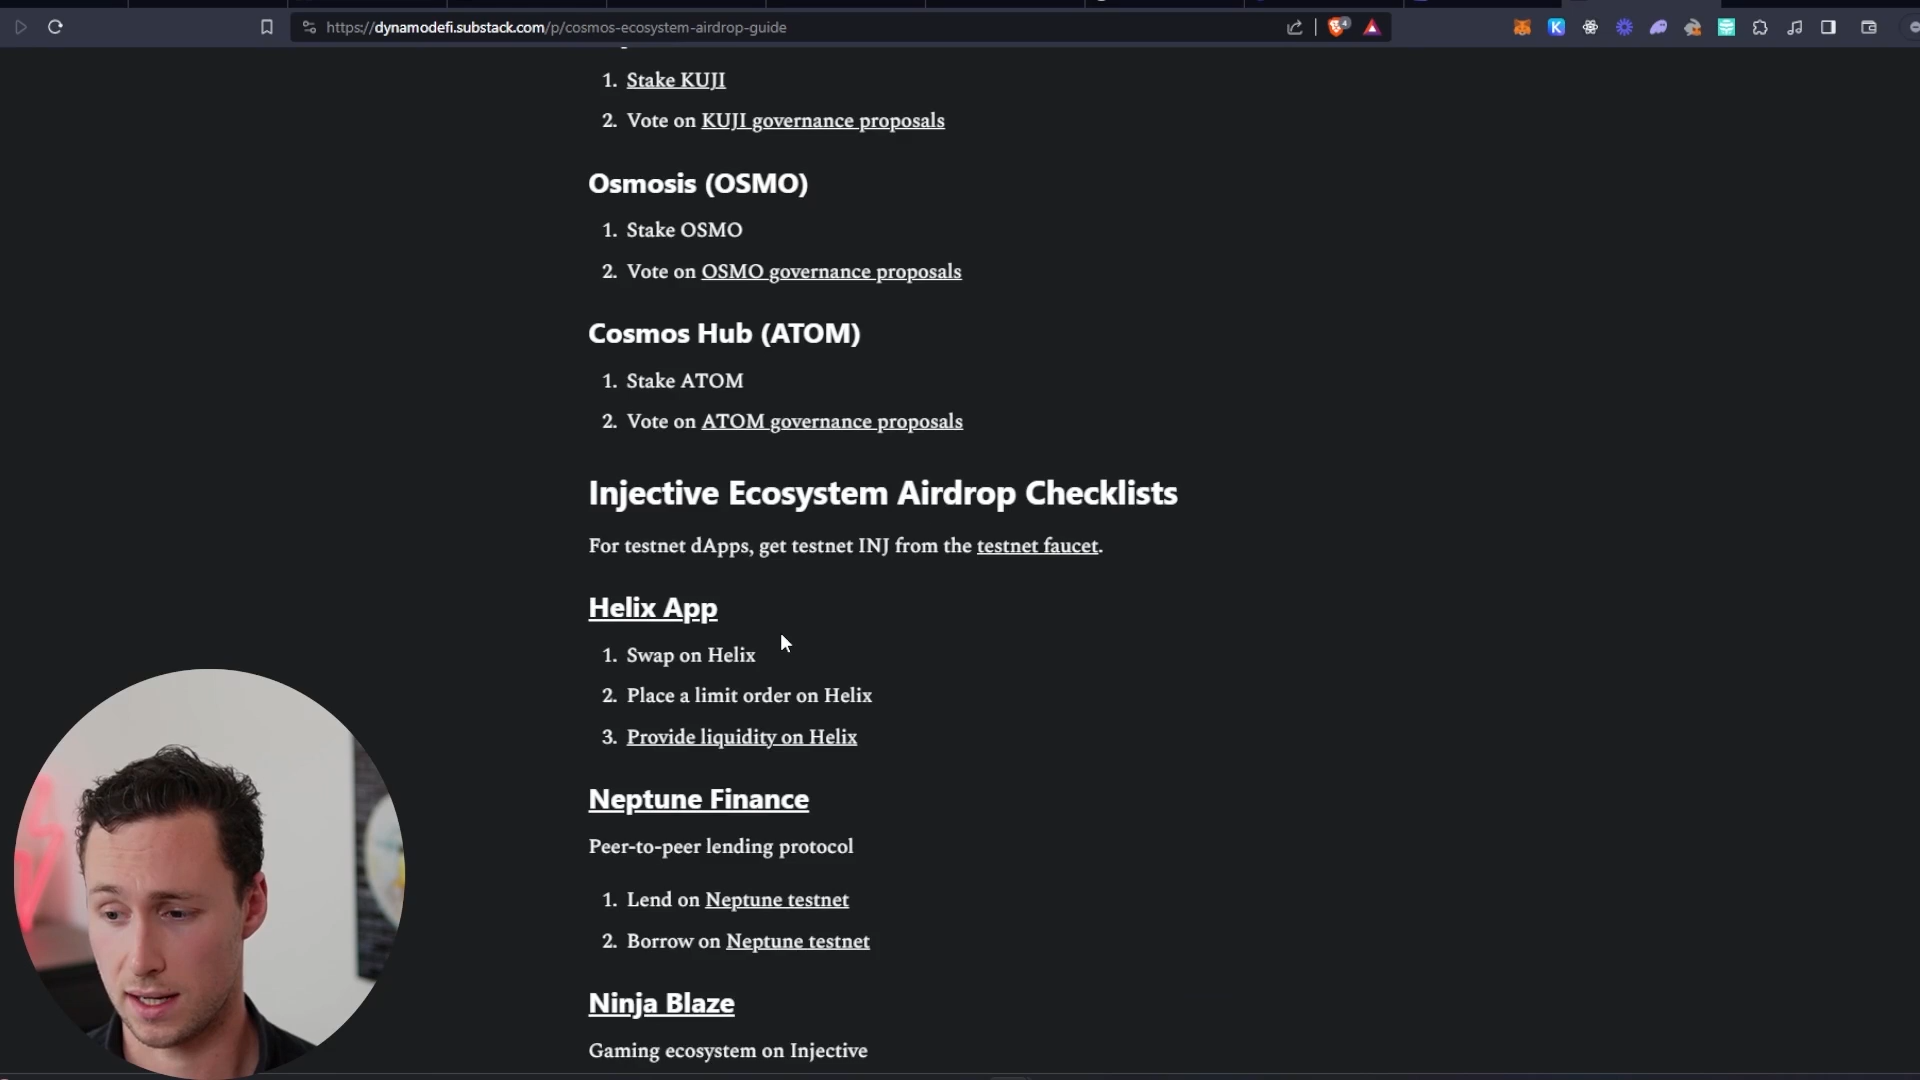 https://dynamodefi.substack.com/p/cosmos-ecosystem-airdrop-guide
4
K
1. Stake KUJI
2. Vote on KUJI governance proposals
Osmosis (OSMO)
1. Stake OSMO
2. Vote on OSMO governance proposals
Cosmos Hub (ATOM)
1. Stake ATOM
2. Vote on ATOM governance proposals
Injective Ecosystem Airdrop Checklists
For testnet dApps, get testnet INJ from the testnet faucet.
Helix App
1. Swap on Helix
2. Place a limit order on Helix
3. Provide liquidity on Helix
Neptune Finance
Peer-to-peer lending protocol
1. Lend on Neptune testnet
2. Borrow on Neptune testnet
Ninja Blaze
Gaming ecosystem on Injective